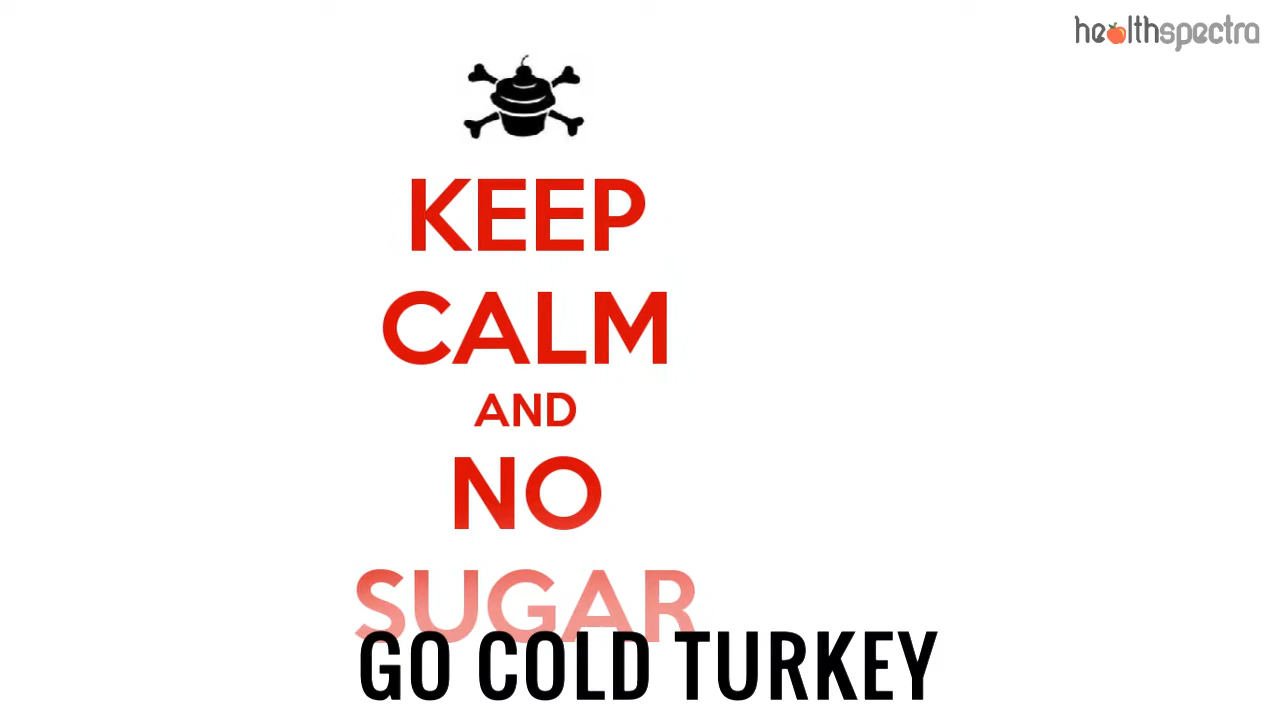 healthspectra
KEEP
CALM
AND
NO
SUGAR
GO COLD TURKEY